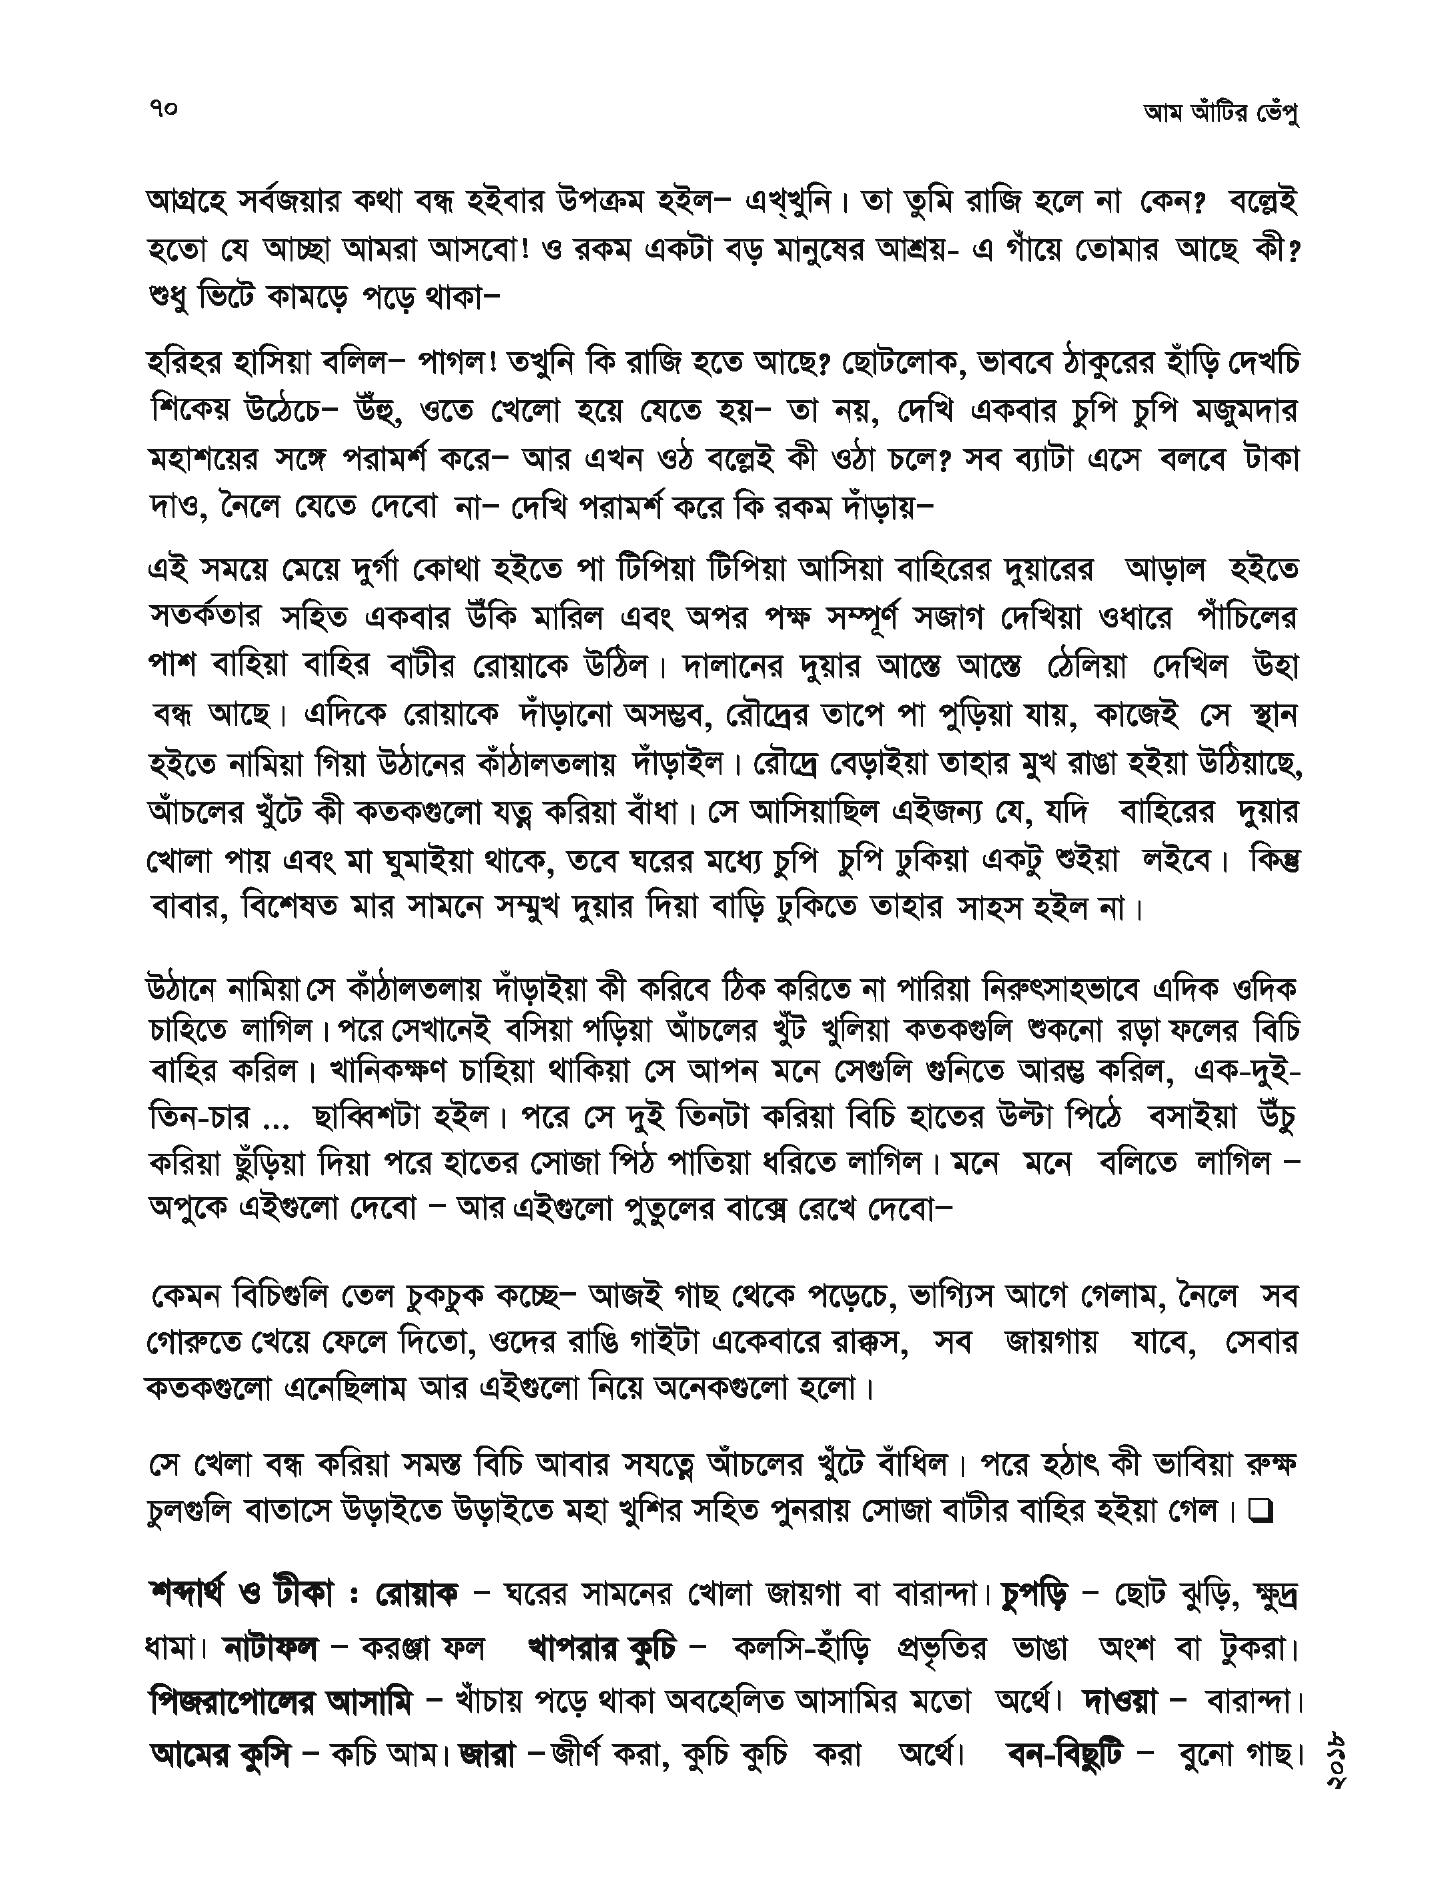 ৭০
আম আঁটির ভেঁপু
আগ্রহে সর্বজয়ার কথা বন্ধ হইবার উপক্রম হইল– এখ্খুনি। তা তুমি রাজি হলে না কেন? বল্লেই
হতো যে আচ্ছা আমরা আসবো! ও রকম একটা বড় মানুষের আশ্রয়- এ গাঁয়ে তোমার আছে কী?
শুধু ভিটে কামড়ে পড়ে থাকা–
হরিহর হাসিয়া বলিল– পাগল! তখুনি কি রাজি হতে আছে? ছোটলোক, ভাববে ঠাকুরের হাঁড়ি দেখচি
শিকেয় উঠেচে– উঁহু, ওতে খেলো হয়ে যেতে হয়– তা নয়, দেখি একবার চুপি চুপি মজুমদার
মহাশয়ের সঙ্গে পরামর্শ করে– আর এখন ওঠ বল্লেই কী ওঠা চলে? সব ব্যাটা এসে বলবে টাকা
দাও, নৈলে যেতে দেবো না– দেখি পরামর্শ করে কি রকম দাঁড়ায়–
এই সময়ে মেয়ে দুর্গা কোথা হইতে পা টিপিয়া টিপিয়া আসিয়া বাহিরের দুয়ারের আড়াল হইতে
সতর্কতার সহিত একবার উঁকি মারিল এবং অপর পক্ষ সম্পূর্ণ সজাগ দেখিয়া ওধারে পাঁচিলের
পাশ বাহিয়া বাহির বাটীর রোয়াকে উঠিল। দালানের দুয়ার আস্তে আস্তে ঠেলিয়া দেখিল উহা
বন্ধ আছে। এদিকে রোয়াকে দাঁড়ানো অসম্ভব, রৌদ্রের তাপে পা পুড়িয়া যায়, কাজেই সে স্থান
হইতে নামিয়া গিয়া উঠানের কাঁঠালতলায় দাঁড়াইল। রৌদ্রে বেড়াইয়া তাহার মুখ রাঙা হইয়া উঠিয়াছে,
আঁচলের খুঁটে কী কতকগুলো যত্ন করিয়া বাঁধা। সে আসিয়াছিল এইজন্য যে, যদি বাহিরের দুয়ার
খোলা পায় এবং মা ঘুমাইয়া থাকে, তবে ঘরের মধ্যে চুপি চুপি ঢুকিয়া একটু শুইয়া লইবে। কিন্তু
বাবার, বিশেষত মার সামনে সম্মুখ দুয়ার দিয়া বাড়ি ঢুকিতে তাহার সাহস হইল না।
উঠানে নামিয়া সে কাঁঠালতলায় দাঁড়াইয়া কী করিবে ঠিক করিতে না পারিয়া নিরুৎসাহভাবে এদিক ওদিক
চাহিতে লাগিল। পরে সেখানেই বসিয়া পড়িয়া আঁচলের খুঁট খুলিয়া কতকগুলি শুকনো রড়া ফলের বিচি
বাহির করিল। খানিকক্ষণ চাহিয়া থাকিয়া সে আপন মনে সেগুলি গুনিতে আরম্ভ করিল, এক-দুই-
তিন-চার ... ছাব্বিশটা হইল। পরে সে দুই তিনটা করিয়া বিচি হাতের উল্টা পিঠে বসাইয়া উঁচু
করিয়া ছুঁড়িয়া দিয়া পরে হাতের সোজা পিঠ পাতিয়া ধরিতে লাগিল। মনে মনে বলিতে লাগিল –
অপুকে এইগুলো দেবো – আর এইগুলো পুতুলের বাক্সে রেখে দেবো–
কেমন বিচিগুলি তেল চুকচুক কচ্ছে– আজই গাছ থেকে পড়েচে, ভাগ্যিস আগে গেলাম, নৈলে সব
গোরুতে খেয়ে ফেলে দিতো, ওদের রাঙি গাইটা একেবারে রাক্কস, সব জায়গায় যাবে, সেবার
কতকগুলো এনেছিলাম আর এইগুলো নিয়ে অনেকগুলো হলো।
সে খেলা বন্ধ করিয়া সমস্ত বিচি আবার সযত্নে আঁচলের খুঁটে বাঁধিল। পরে হঠাৎ কী ভাবিয়া রুক্ষ
চুলগুলি বাতাসে উড়াইতে উড়াইতে মহা খুশির সহিত পুনরায় সোজা বাটীর বাহির হইয়া গেল। ❑
শব্দার্থ ও টীকা : রোয়াক – ঘরের সামনের খোলা জায়গা বা বারান্দা। চুপড়ি – ছোট ঝুড়ি, ক্ষুদ্র
ধামা। নাটাফল – করঞ্জা ফল খাপরার কুচি – কলসি-হাঁড়ি প্রভৃতির ভাঙা অংশ বা টুকরা।
পিজরাপোলের আসামি – খাঁচায় পড়ে থাকা অবহেলিত আসামির মতো অর্থে। দাওয়া – বারান্দা।
আমের কুসি – কচি আম। জারা – জীর্ণ করা, কুচি কুচি করা অর্থে। বন-বিছুটি – বুনো গাছ।
২০১৮